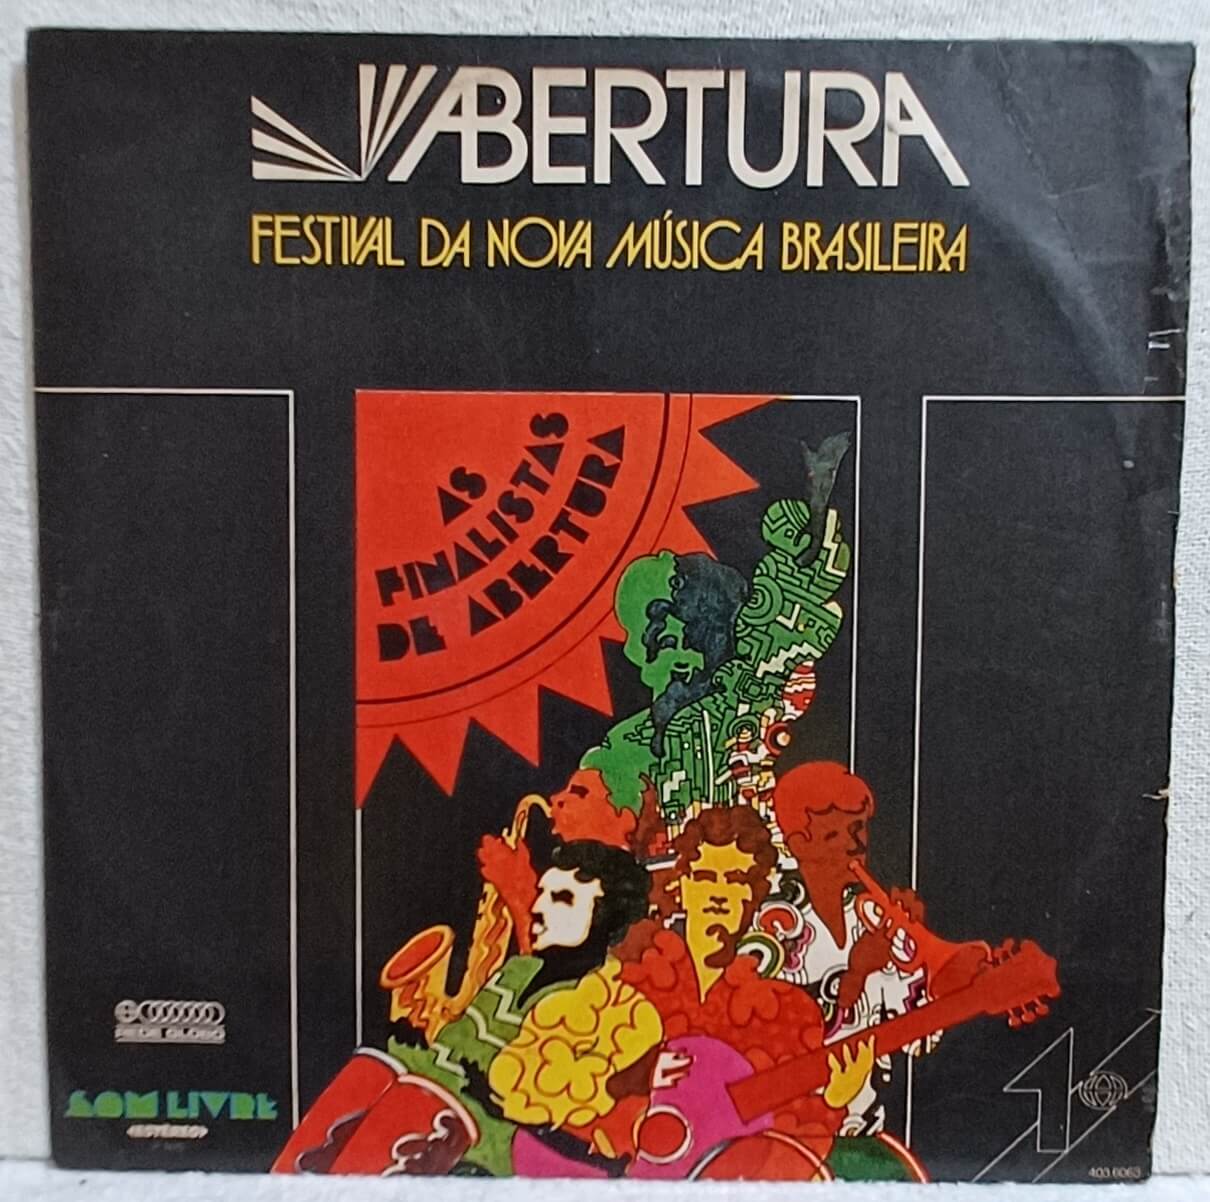 ABERTURA
FESTIVAL DA NOVA MÚSICA BRASILEIRA
AS
FINALISTAS
DE ABERTURA
REDE GLOBO
SOM LIVRE
ESTÉREO
403.6063